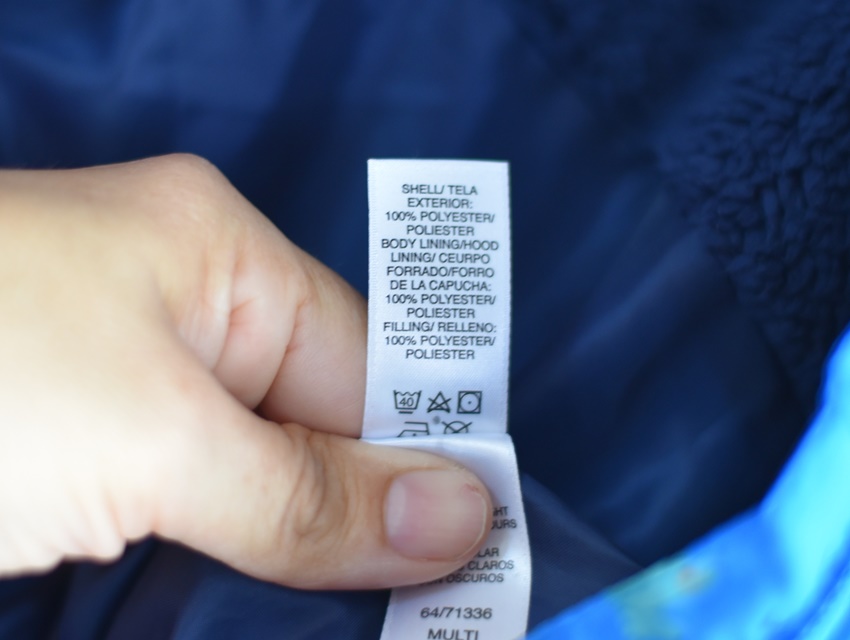 SHELL/ TELA
EXTERIOR:
100% POLYESTER/
POLIESTER
BODY LINING/HOOD
LINING/ CEURPO
FORRADO/FORRO
DE LA CAPUCHA:
100% POLYESTER/
POLIESTER
FILLING/ RELLENO:
100% POLYESTER/
POLIESTER
40
CLAROS
OSCUROS
64/71336
MULTI